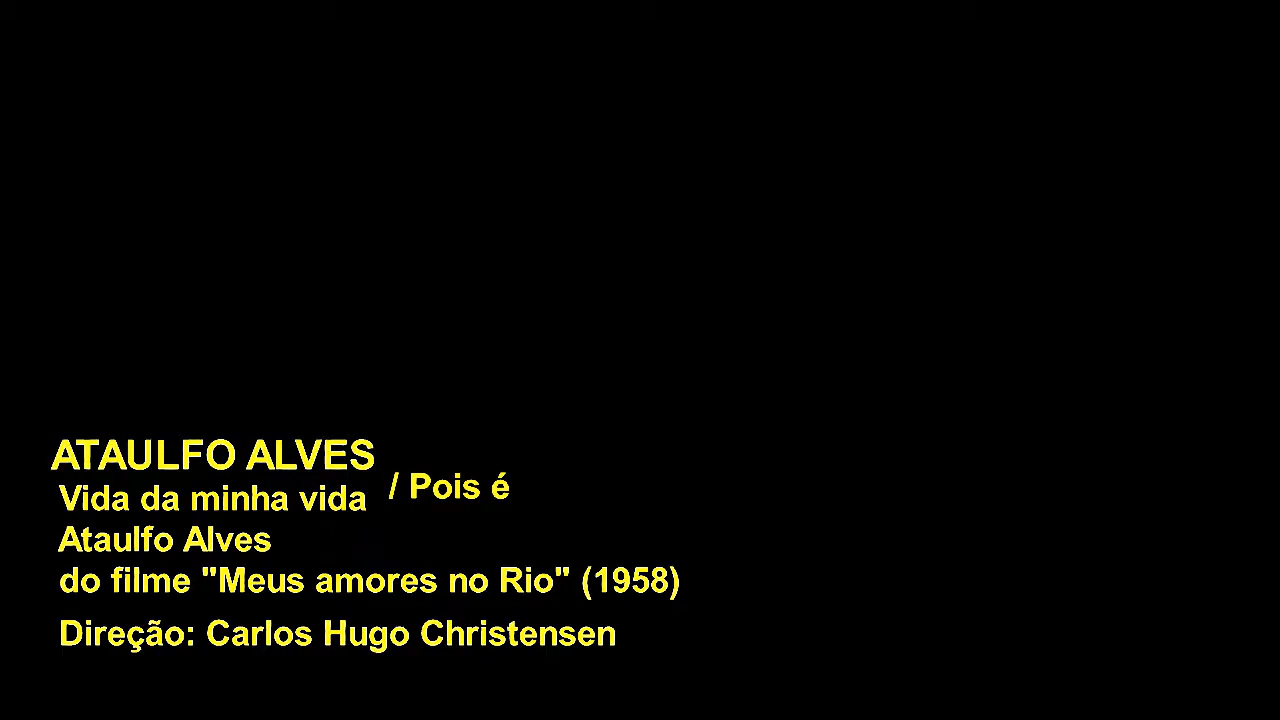 ATAULFO ALVES
Vida da minha vida / Pois é
Ataulfo Alves
do filme "Meus amores no Rio" (1958)
Direção: Carlos Hugo Christensen